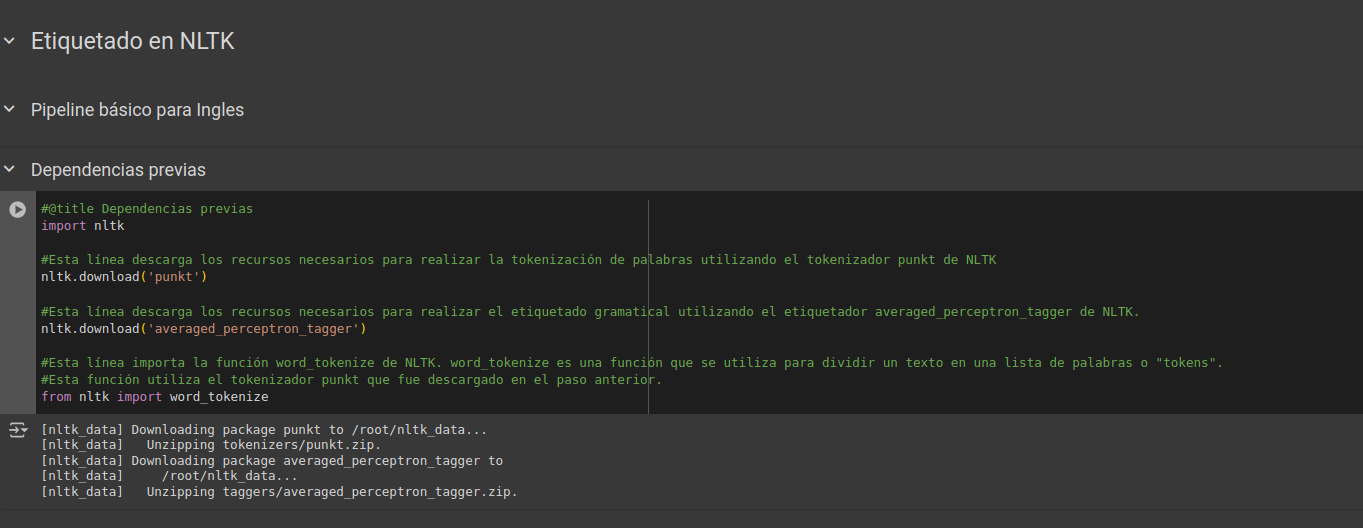 Etiquetado en NLTK
Pipeline básico para Ingles
Dependencias previas
#@title Dependencias previas
import nltk
#Esta línea descarga los recursos necesarios para realizar la tokenización de palabras utilizando el tokenizador punkt de NLTK
nltk.download('punkt')
#Esta línea descarga los recursos necesarios para realizar el etiquetado gramatical utilizando el etiquetador averaged_perceptron_tagger de NLTK.
nltk.download('averaged_perceptron_tagger')
#Esta línea importa la función word_tokenize de NLTK. word_tokenize es una función que se utiliza para dividir un texto en una lista de palabras o "tokens".
#Esta función utiliza el tokenizador punkt que fue descargado en el paso anterior.
from nltk import word_tokenize
[nltk_data] Downloading package punkt to /root/nltk_data...
[nltk_data]   Unzipping tokenizers/punkt.zip.
[nltk_data] Downloading package averaged_perceptron_tagger to
[nltk_data]     /root/nltk_data...
[nltk_data]   Unzipping taggers/averaged_perceptron_tagger.zip.